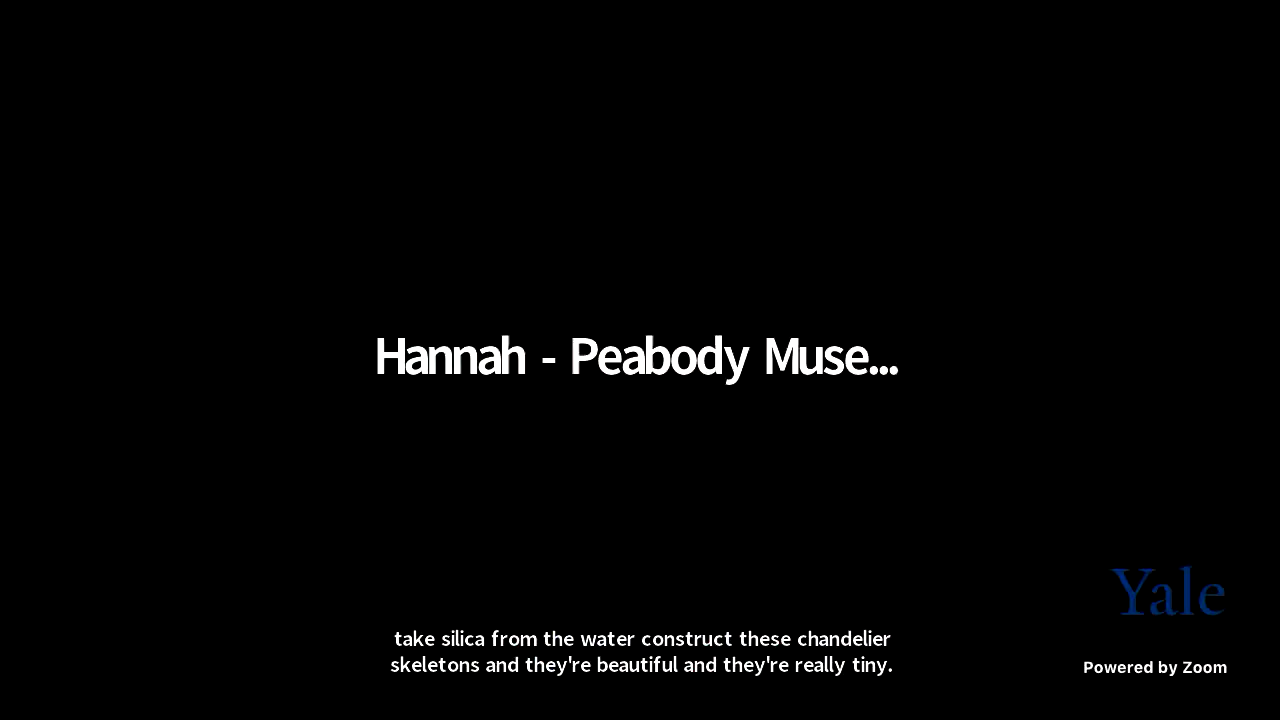 Hannah - Peabody Muse...
Yale
take silica from the water construct these chandelier
skeletons and they're beautiful and they're really tiny.
Powered by Zoom